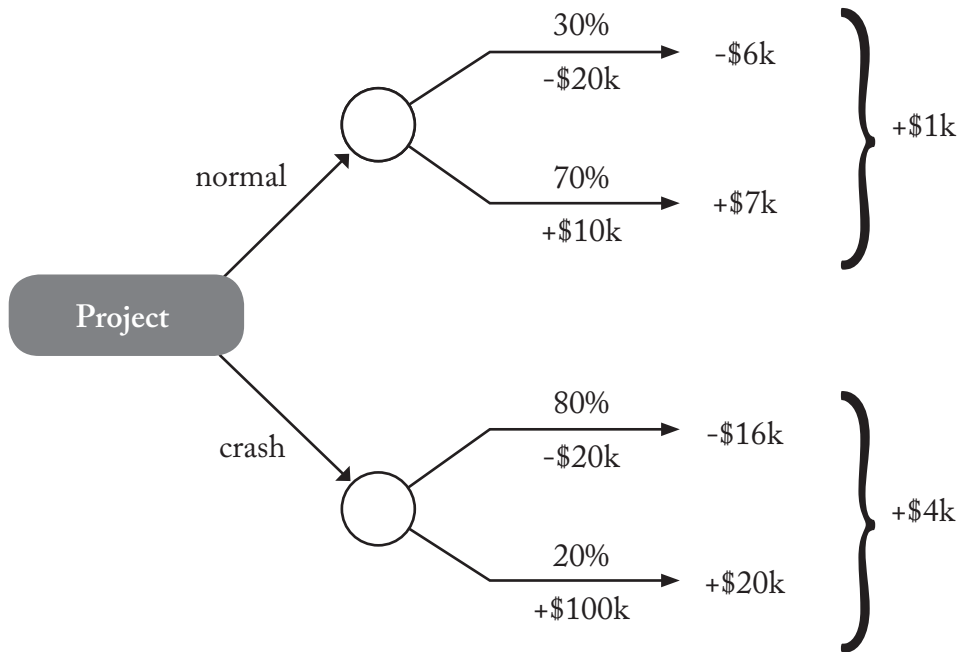 30%
-$20k
-$6k
+$1k
normal
70%
+$10k
+$7k
Project
crash
80%
-$20k
-$16k
+$4k
20%
+$100k
+$20k